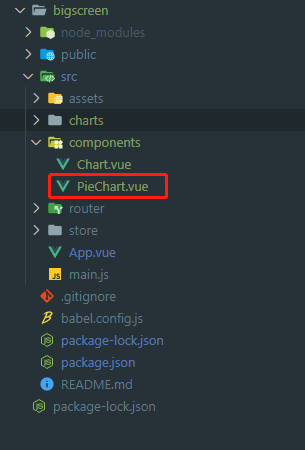 bigscreen
node_modules
public
src
assets
charts
components
Chart.vue
PieChart.vue
router
store
App.vue
main.js
.gitignore
babel.config.js
package-lock.json
package.json
README.md
package-lock.json